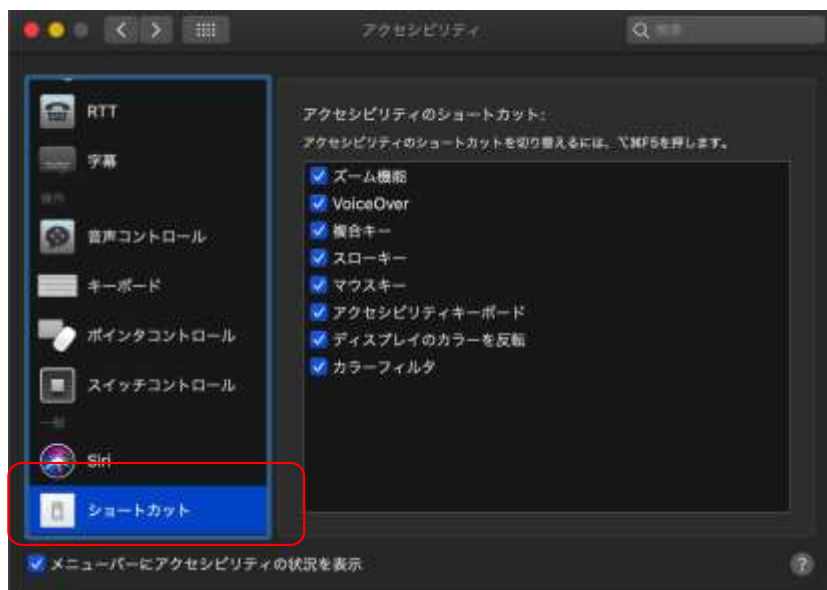 アクセシビリティ
検索
RTT
字幕
操作
音声コントロール
キーボード
ポインタコントロール
スイッチコントロール
一般
Siri
ショートカット
アクセシビリティのショートカット:
アクセシビリティのショートカットを切り替えるには、⌥⌘F5を押します。
ズーム機能
VoiceOver
複合キー
スローキー
マウスキー
アクセシビリティキーボード
ディスプレイのカラーを反転
カラーフィルタ
メニューバーにアクセシビリティの状況を表示
?